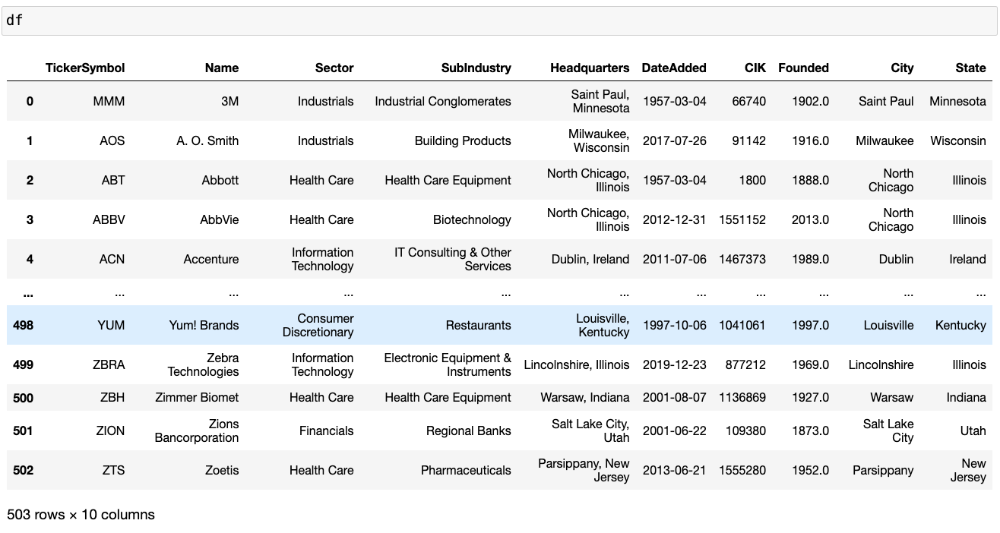 df
TickerSymbol Name Sector SubIndustry Headquarters DateAdded CIK Founded City State
0 MMM 3M Industrials Industrial Conglomerates Saint Paul, Minnesota 1957-03-04 66740 1902.0 Saint Paul Minnesota
1 AOS A. O. Smith Industrials Building Products Milwaukee, Wisconsin 2017-07-26 91142 1916.0 Milwaukee Wisconsin
2 ABT Abbott Health Care Health Care Equipment North Chicago, Illinois 1957-03-04 1800 1888.0 North Chicago Illinois
3 ABBV AbbVie Health Care Biotechnology North Chicago, Illinois 2012-12-31 1551152 2013.0 North Chicago Illinois
4 ACN Accenture Information Technology IT Consulting & Other Services Dublin, Ireland 2011-07-06 1467373 1989.0 Dublin Ireland
... ... ... ... ... ... ... ... ... ... ...
498 YUM Yum! Brands Consumer Discretionary Restaurants Louisville, Kentucky 1997-10-06 1041061 1997.0 Louisville Kentucky
499 ZBRA Zebra Technologies Information Technology Electronic Equipment & Instruments Lincolnshire, Illinois 2019-12-23 877212 1969.0 Lincolnshire Illinois
500 ZBH Zimmer Biomet Health Care Health Care Equipment Warsaw, Indiana 2001-08-07 1136869 1927.0 Warsaw Indiana
501 ZION Zions Bancorporation Financials Regional Banks Salt Lake City, Utah 2001-06-22 109380 1873.0 Salt Lake City Utah
502 ZTS Zoetis Health Care Pharmaceuticals Parsippany, New Jersey 2013-06-21 1555280 1952.0 Parsippany New Jersey
503 rows × 10 columns